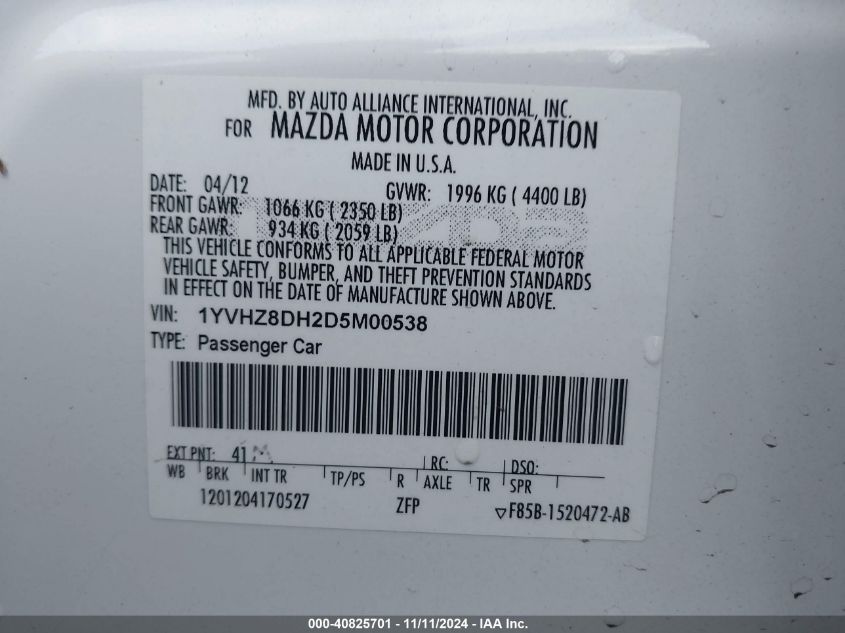 MFD. BY AUTO ALLIANCE INTERNATIONAL, INC.
FOR MAZDA MOTOR CORPORATION
MADE IN U.S.A.
DATE: 04/12 GVWR: 1996 KG ( 4400 LB)
FRONT GAWR: 1066 KG ( 2350 LB)
REAR GAWR: 934 KG ( 2059 LB)
THIS VEHICLE CONFORMS TO ALL APPLICABLE FEDERAL MOTOR
VEHICLE SAFETY, BUMPER, AND THEFT PREVENTION STANDARDS
IN EFFECT ON THE DATE OF MANUFACTURE SHOWN ABOVE.
VIN: 1YVHZ8DH2D5M00538
TYPE: Passenger Car
EXT PNT: 41 RC: DSO:
WB BRK INT TR TP/PS R AXLE TR SPR
1201204170527 ZFP F85B-1520472-AB
000-40825701 - 11/11/2024 - IAA Inc.